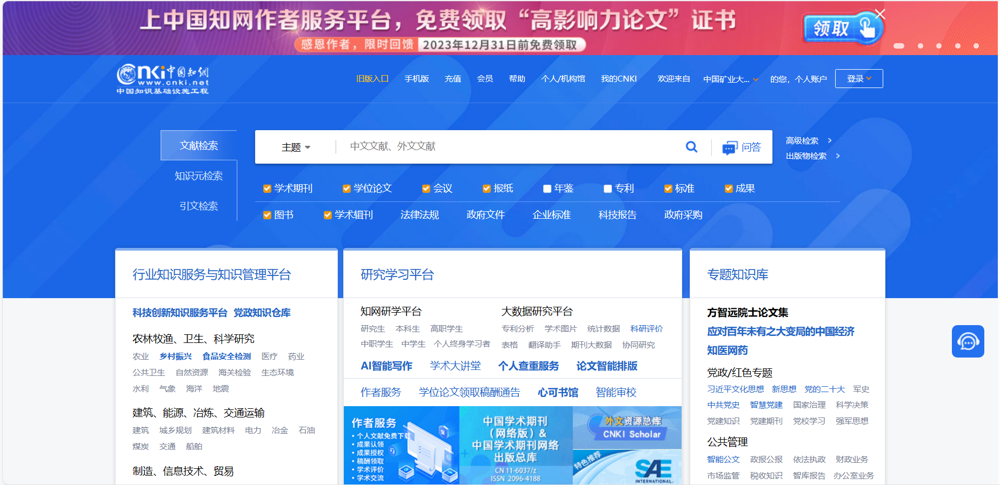 上中国知网作者服务平台，免费领取“高影响力论文”证书
领取
感恩作者，限时回馈 2023年12月31日前免费领取
cnki中国知网
www.cnki.net
中国知识基础设施工程
旧版入口 手机版 充值 会员 帮助 个人/机构馆 我的CNKI 欢迎来自 中国矿业大... 的您，个人账户 登录
文献检索
主题 中文文献、外文文献 问答
高级检索
出版物检索
知识元检索
引文检索
学术期刊 学位论文 会议 报纸 年鉴 专利 标准 成果
图书 学术辑刊 法律法规 政府文件 企业标准 科技报告 政府采购
行业知识服务与知识管理平台
科技创新知识服务平台 党政知识仓库
农林牧渔、卫生、科学研究
农业 乡村振兴 食品安全检测 医疗 药业
公共卫生 自然资源 海关检验 生态环境
水利 气象 海洋 地震
建筑、能源、冶炼、交通运输
建筑 城乡规划 建筑材料 电力 冶金 石油
煤炭 交通 船舶
制造、信息技术、贸易
研究学习平台
知网研学平台
研究生 本科生 高职学生
中职学生 中学生 个人终身学习者
大数据研究平台
专利分析 学术图片 统计数据 科研评价
表格 翻译助手 期刊大数据 协同研究
AI智能写作 学术大讲堂 个人查重服务 论文智能排版
作者服务 学位论文领取稿酬通告 心可书馆 智能审校
作者服务
• 个人文献免费下载
• 成果认领
• 成果授权
• 稿酬领取
• 学术评价
• 学术交流
中国学术期刊
（网络版）&
中国学术期刊网络
出版总库
CN 11-6037/z
ISSN 2096-4188
外文资源总库
CNKI Scholar
特色推荐
SAE
INTERNATIONAL
专题知识库
方智远院士论文集
应对百年未有之大变局的中国经济
知医网药
党政/红色专题
习近平文化思想 新思想 党的二十大 军史
中共党史 智慧党建 国家治理 科学决策
党建知识 党建期刊 党校学习 强军思想
公共管理
智能公文 政报公报 依法执政 财政业务
市场监管 税收知识 智库报告 办公室业务